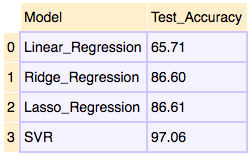 Model Test_Accuracy
0 Linear_Regression 65.71
1 Ridge_Regression 86.60
2 Lasso_Regression 86.61
3 SVR 97.06